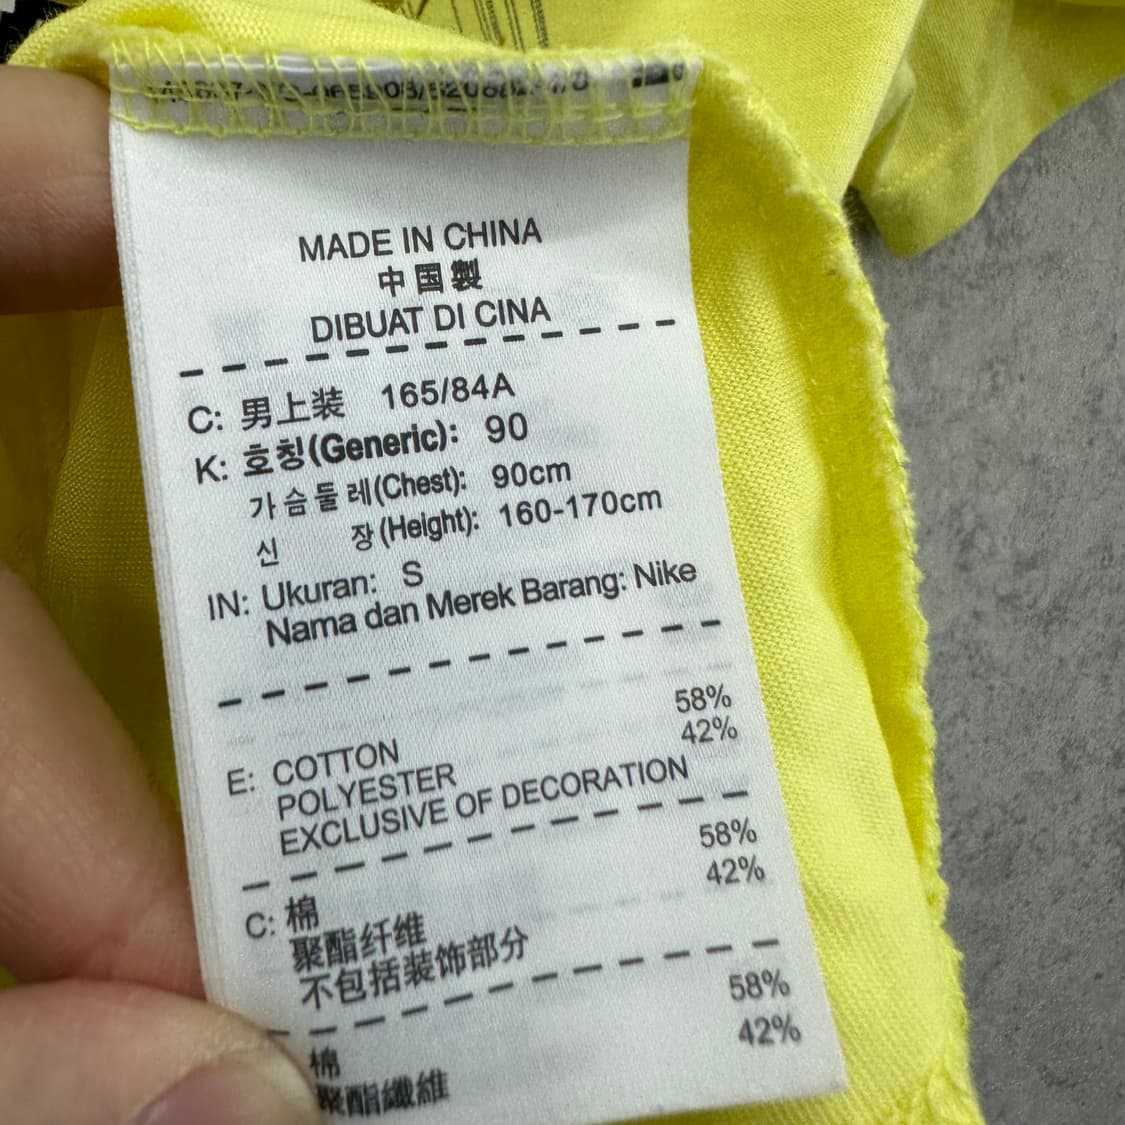 MADE IN CHINA
中国製
DIBUAT DI CINA
C: 男上装 165/84A
K: 호칭(Generic): 90
가슴둘레(Chest): 90cm
신 장(Height): 160-170cm
IN: Ukuran: S
Nama dan Merek Barang: Nike
E: COTTON 58%
POLYESTER 42%
EXCLUSIVE OF DECORATION
C: 棉 58%
聚酯纤维 42%
不包括装饰部分
棉 58%
聚酯纖維 42%